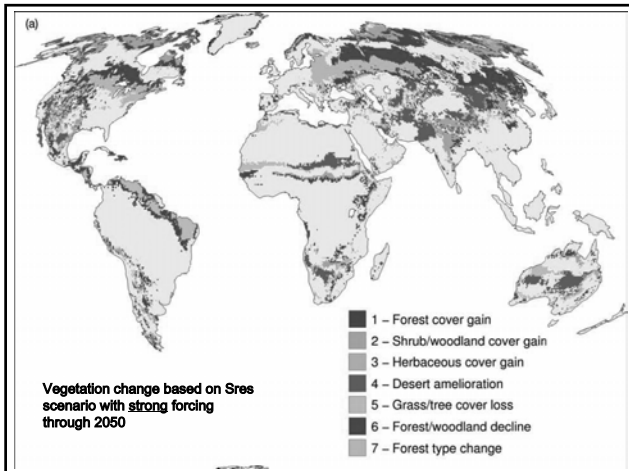 (a)
1 – Forest cover gain
2 – Shrub/woodland cover gain
3 – Herbaceous cover gain
4 – Desert amelioration
5 – Grass/tree cover loss
6 – Forest/woodland decline
7 – Forest type change
Vegetation change based on Sres
scenario with strong forcing
through 2050